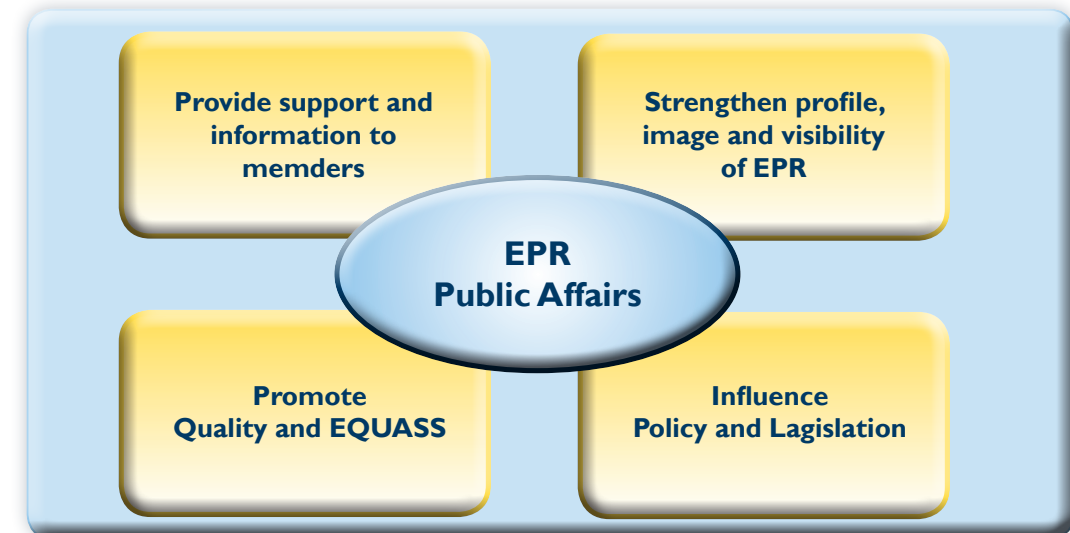 Provide support and
information to
memders
Strengthen profile,
image and visibility
of EPR
EPR
Public Affairs
Promote
Quality and EQUASS
Influence
Policy and Lagislation